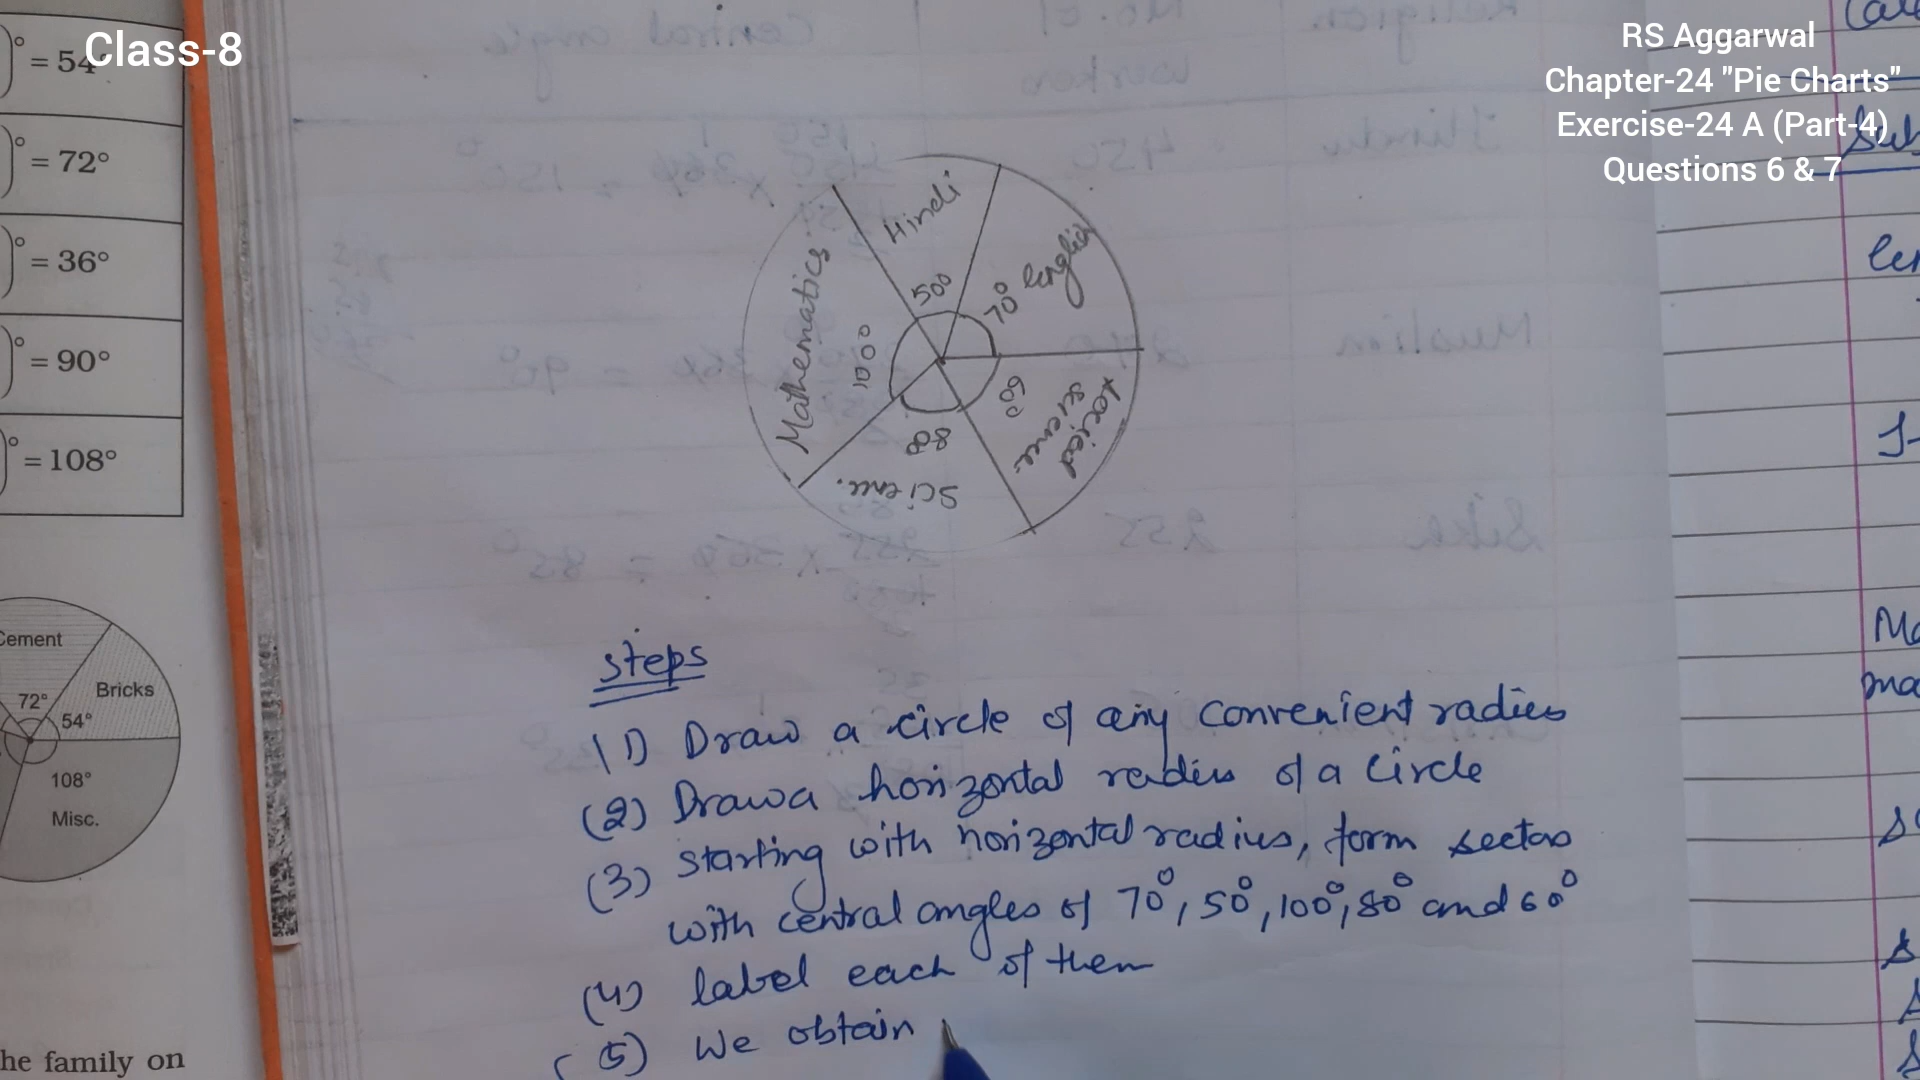 Class-8
RS Aggarwal
Chapter-24 "Pie Charts"
Exercise-24 A (Part-4)
Questions 6 & 7
)° = 54
)° = 72°
)° = 36°
)° = 90°
)° = 108°
Cement
Bricks
72°
54°
108°
Misc.
he family on
Hindi
50°
English
70°
Mathematics
100°
Science.
80°
Social
Science.
60
steps
(1) Draw a circle of any convenient radius
(2) Draw a horizontal radius of a circle
(3) starting with horizontal radius, form sectors
with central angles of 70°, 50°, 100°, 80° and 60°
(4) label each of them
(5) We obtain